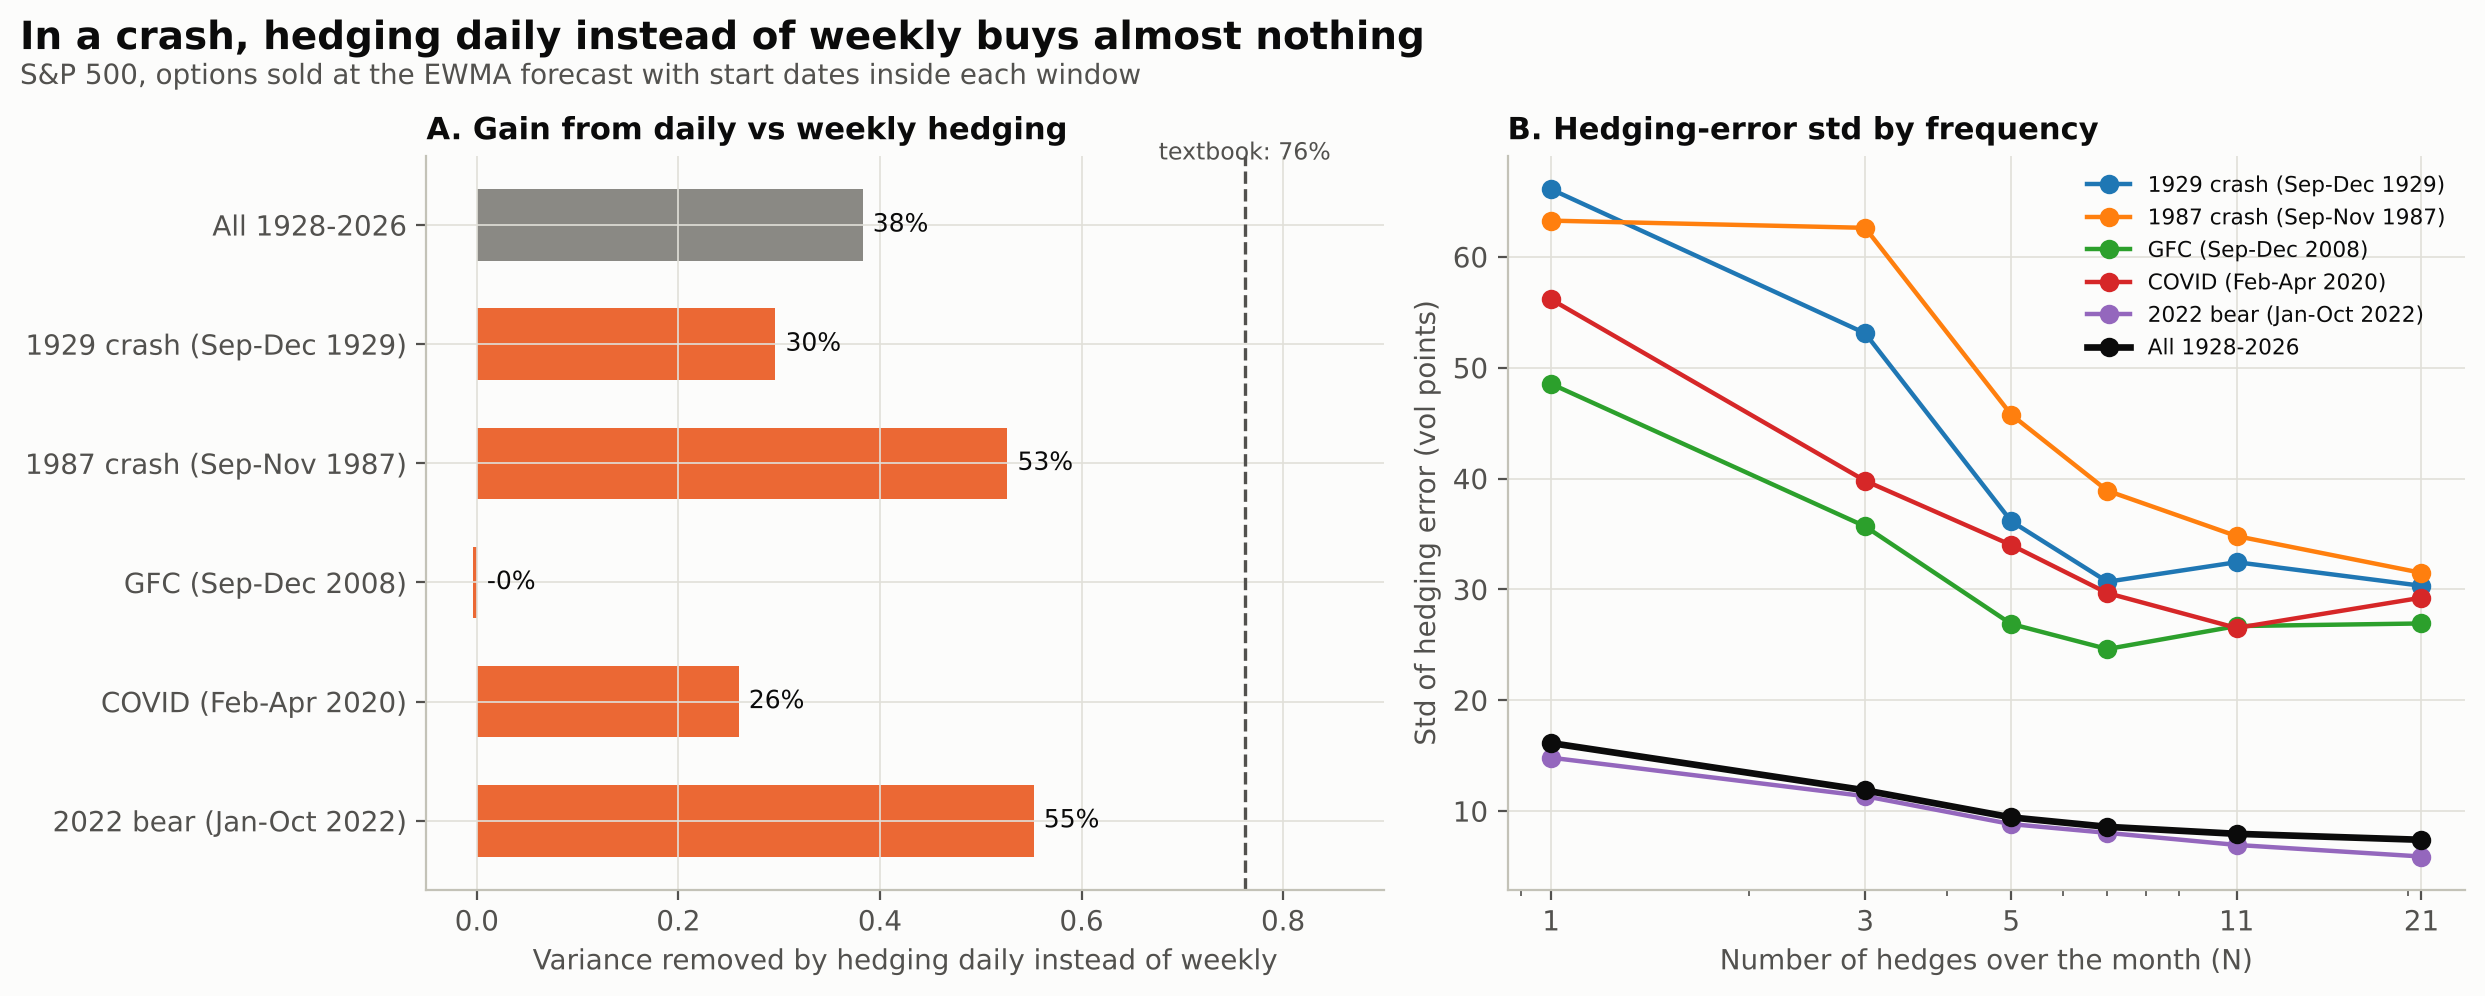 In a crash, hedging daily instead of weekly buys almost nothing
S&P 500, options sold at the EWMA forecast with start dates inside each window
A. Gain from daily vs weekly hedging
textbook: 76%
All 1928-2026
38%
1929 crash (Sep-Dec 1929)
30%
1987 crash (Sep-Nov 1987)
53%
GFC (Sep-Dec 2008)
-0%
COVID (Feb-Apr 2020)
26%
2022 bear (Jan-Oct 2022)
55%
0.0 0.2 0.4 0.6 0.8
Variance removed by hedging daily instead of weekly
B. Hedging-error std by frequency
1929 crash (Sep-Dec 1929)
1987 crash (Sep-Nov 1987)
GFC (Sep-Dec 2008)
COVID (Feb-Apr 2020)
2022 bear (Jan-Oct 2022)
All 1928-2026
Std of hedging error (vol points)
60
50
40
30
20
10
1 3 5 11 21
Number of hedges over the month (N)